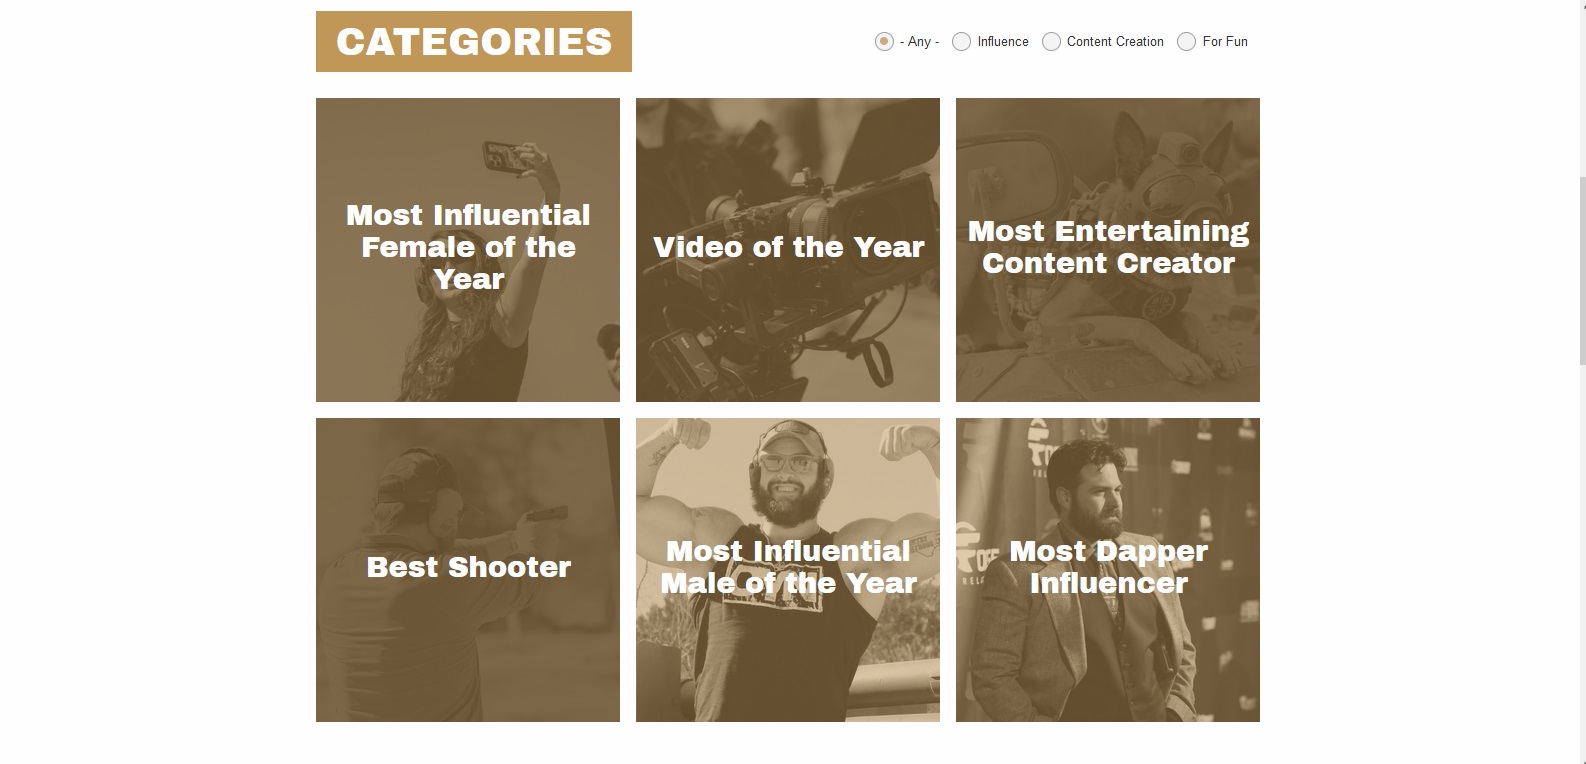 CATEGORIES
- Any -
Influence
Content Creation
For Fun
Most Influential
Female of the
Year
Video of the Year
Most Entertaining
Content Creator
Best Shooter
Most Influential
Male of the Year
Most Dapper
Influencer